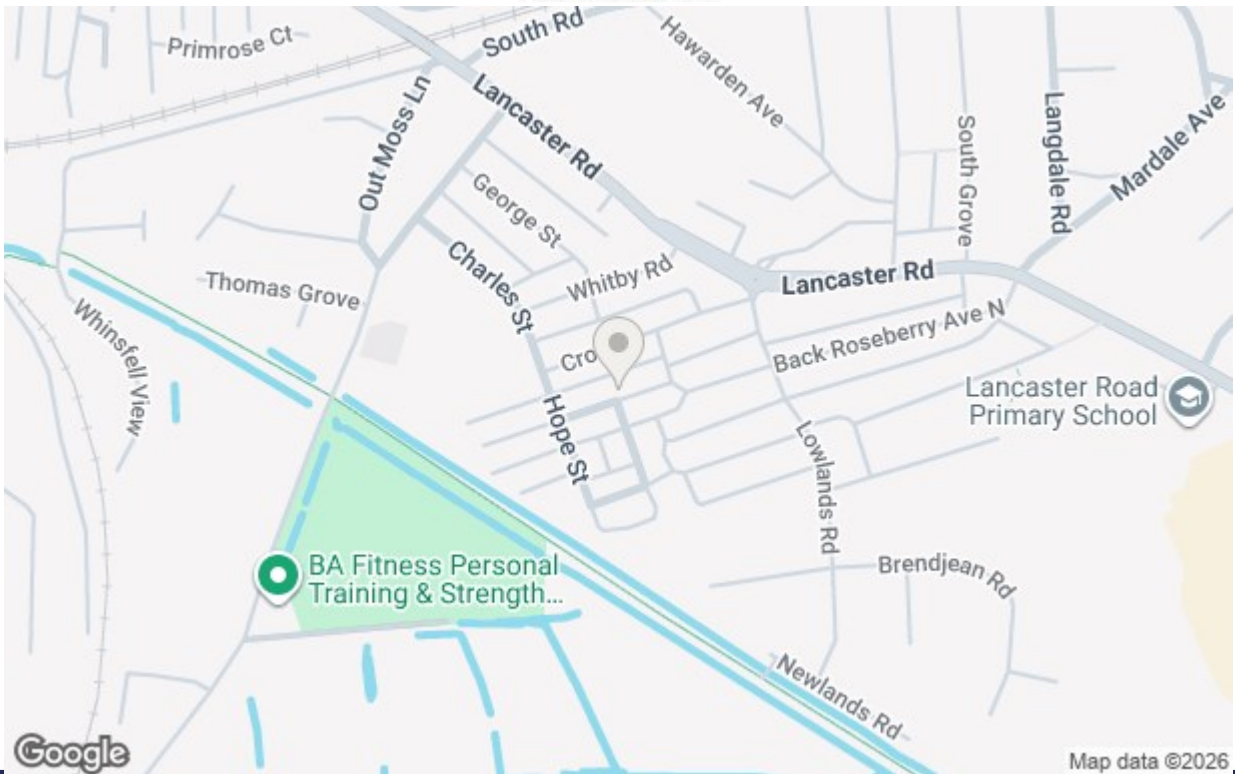 Primrose Ct
South Rd
Hawarden Ave
Out Moss Ln
Lancaster Rd
South Grove
Langdale Rd
Mardale Ave
George St
Charles St
Whitby Rd
Thomas Grove
Lancaster Rd
Whinsfell View
Back Roseberry Ave N
Lancaster Road
Primary School
Hope St
Lowlands Rd
BA Fitness Personal
Training & Strength...
Brendjean Rd
Newlands Rd
Google
Map data ©2026